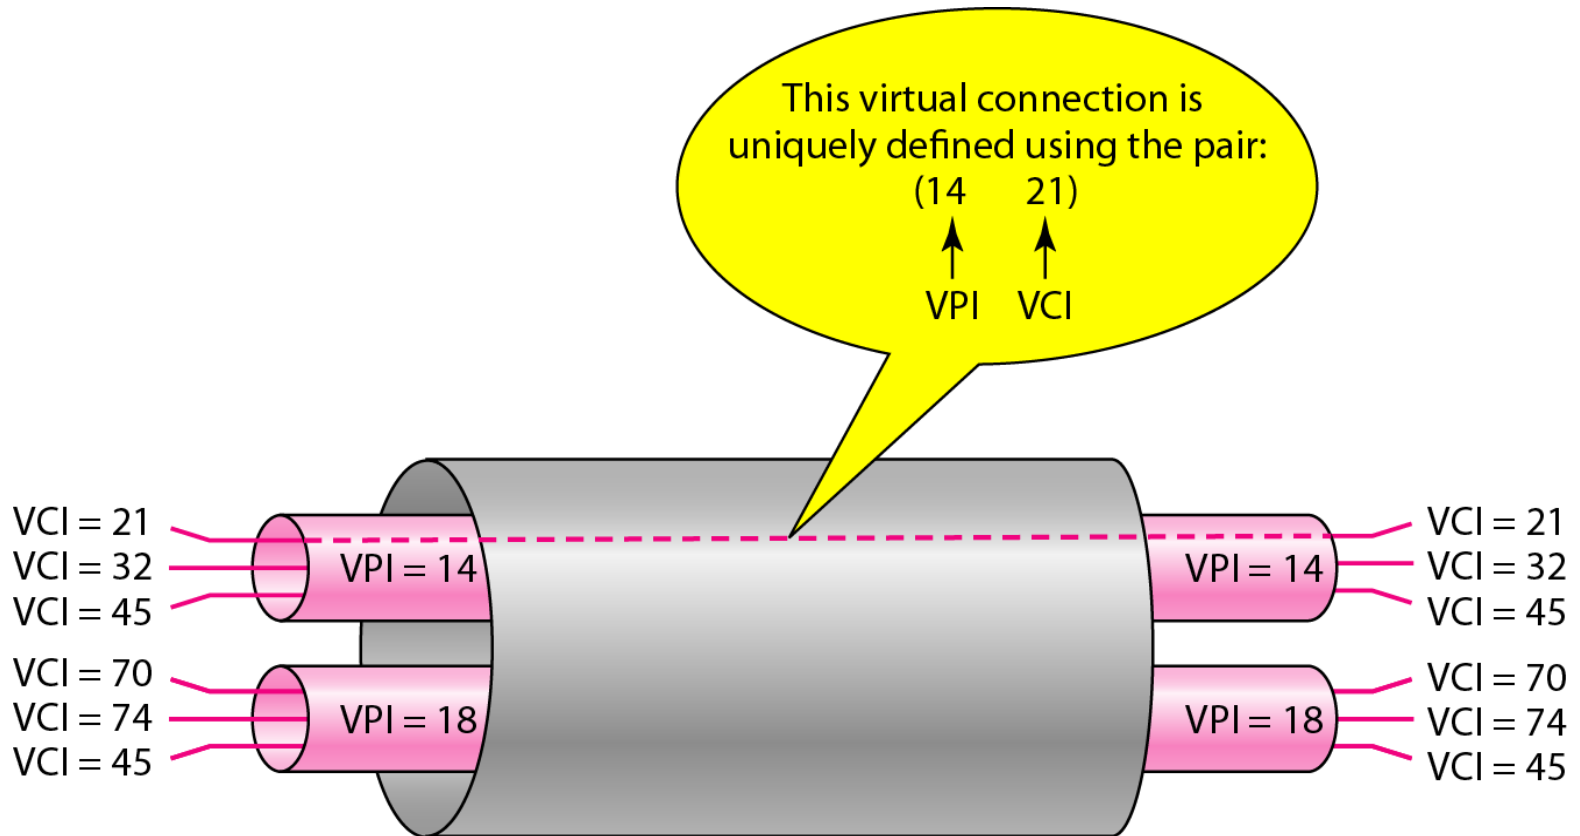 This virtual connection is
uniquely defined using the pair:
(14 21)
VPI VCI
VCI = 21
VCI = 32
VCI = 45
VPI = 14
VCI = 70
VCI = 74
VCI = 45
VPI = 18
VPI = 14
VCI = 21
VCI = 32
VCI = 45
VPI = 18
VCI = 70
VCI = 74
VCI = 45